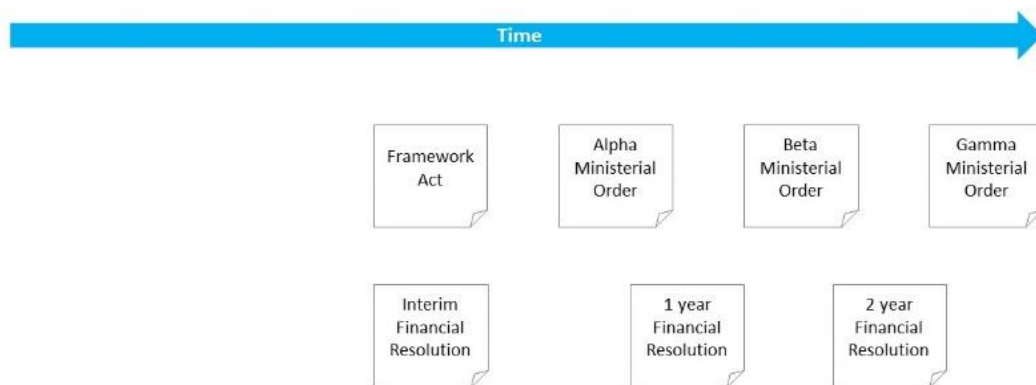 Time
Framework
Act
Alpha
Ministerial
Order
Beta
Ministerial
Order
Gamma
Ministerial
Order
Interim
Financial
Resolution
1 year
Financial
Resolution
2 year
Financial
Resolution